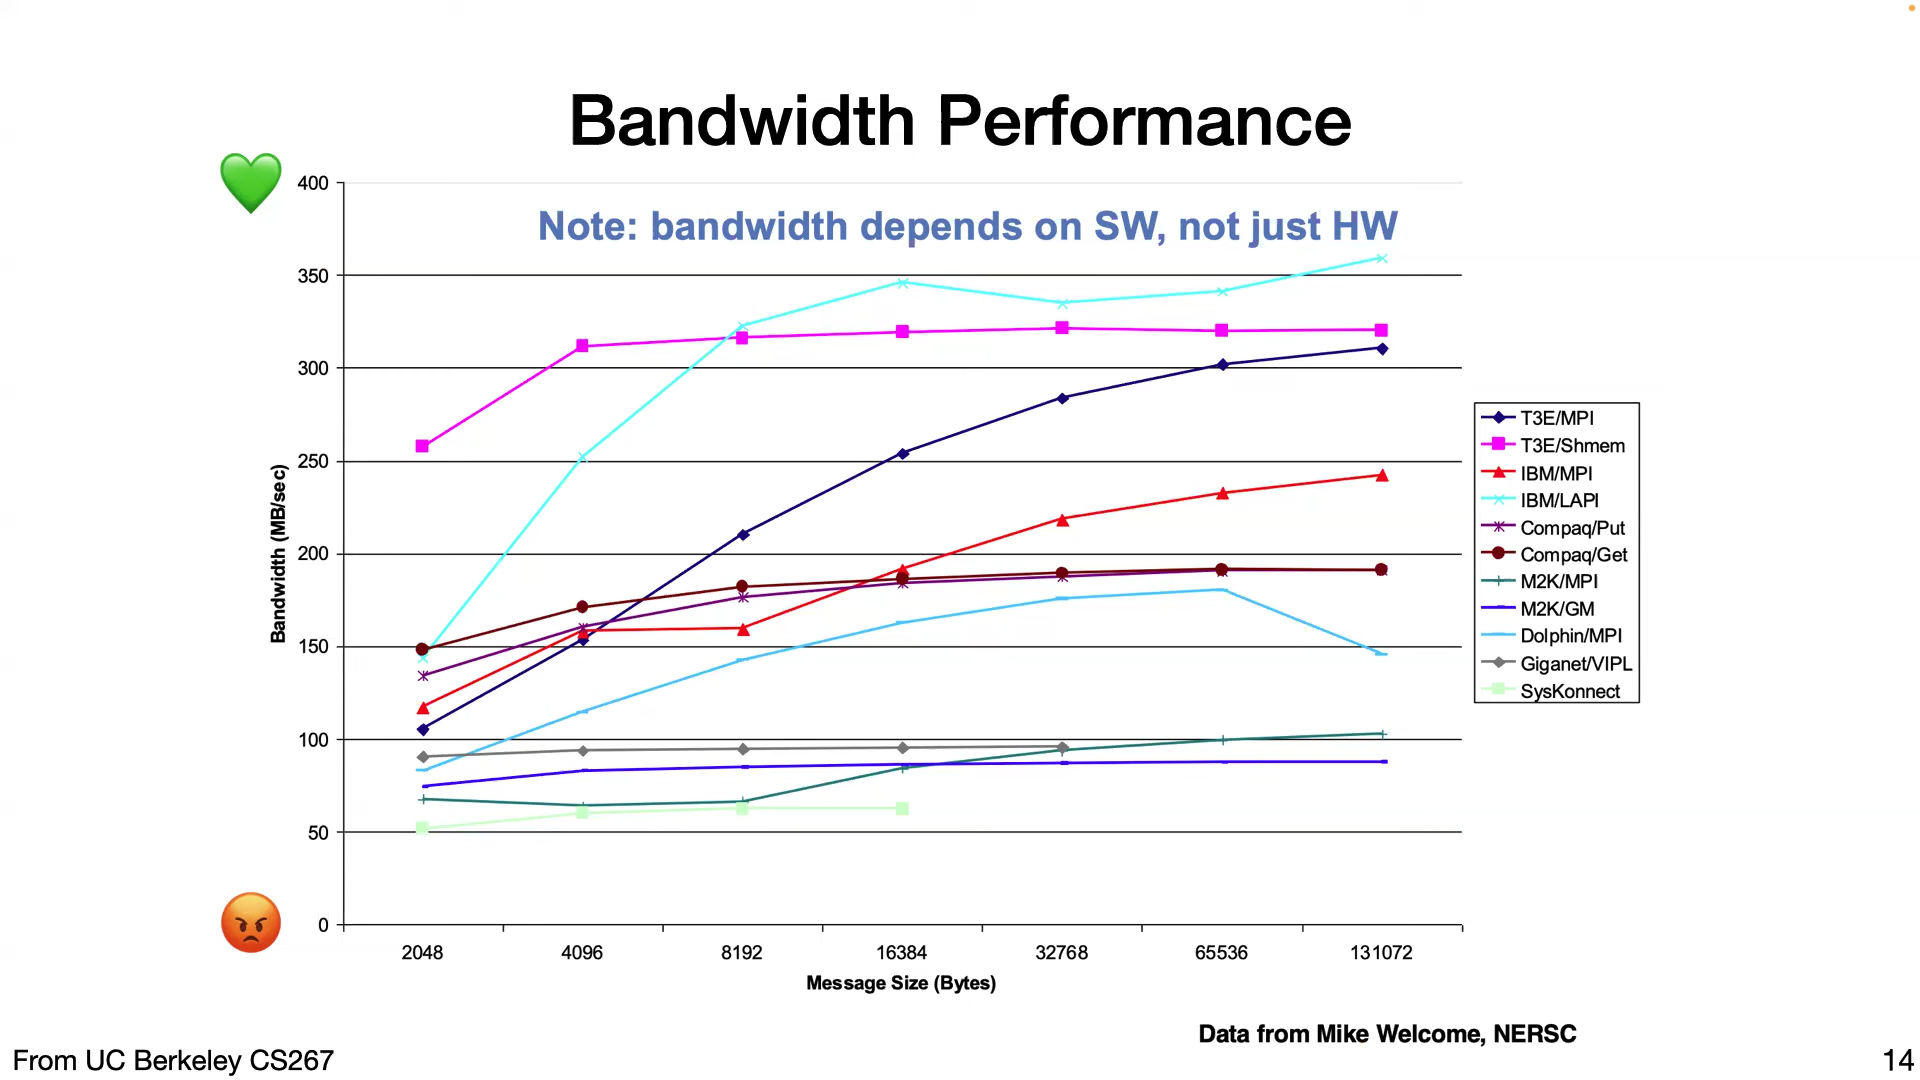 Bandwidth Performance
Note: bandwidth depends on SW, not just HW
400
350
300
250
200
150
100
50
0
Bandwidth (MB/sec)
2048 4096 8192 16384 32768 65536 131072
Message Size (Bytes)
T3E/MPI
T3E/Shmem
IBM/MPI
IBM/LAPI
Compaq/Put
Compaq/Get
M2K/MPI
M2K/GM
Dolphin/MPI
Giganet/VIPL
SysKonnect
Data from Mike Welcome, NERSC
From UC Berkeley CS267
14